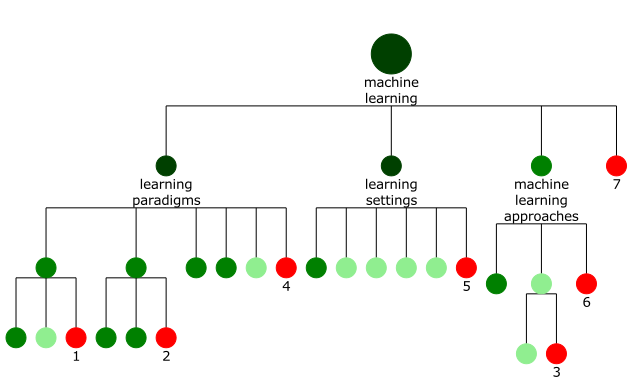 machine
learning
7
learning
paradigms
learning
settings
machine
learning
approaches
4
5
6
1
2
3